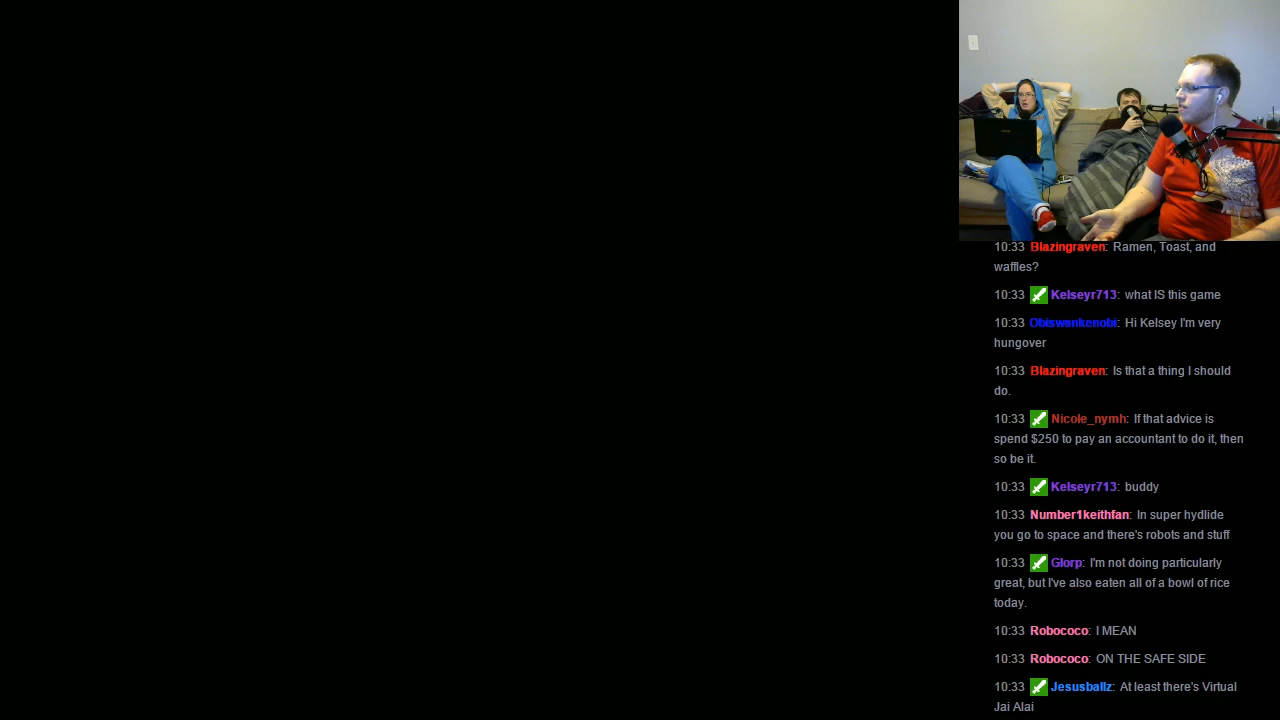 10:33 Blazingraven: Ramen, Toast, and
waffles?
10:33 Kelseyr713: what IS this game
10:33 Obiswankenobi: Hi Kelsey I'm very
hungover
10:33 Blazingraven: Is that a thing I should
do.
10:33 Nicole_nymh: If that advice is
spend $250 to pay an accountant to do it, then
so be it.
10:33 Kelseyr713: buddy
10:33 Number1keithfan: In super hydlide
you go to space and there's robots and stuff
10:33 Glorp: I'm not doing particularly
great, but I've also eaten all of a bowl of rice
today.
10:33 Robococo: I MEAN
10:33 Robococo: ON THE SAFE SIDE
10:33 Jesusballz: At least there's Virtual
Jai Alai